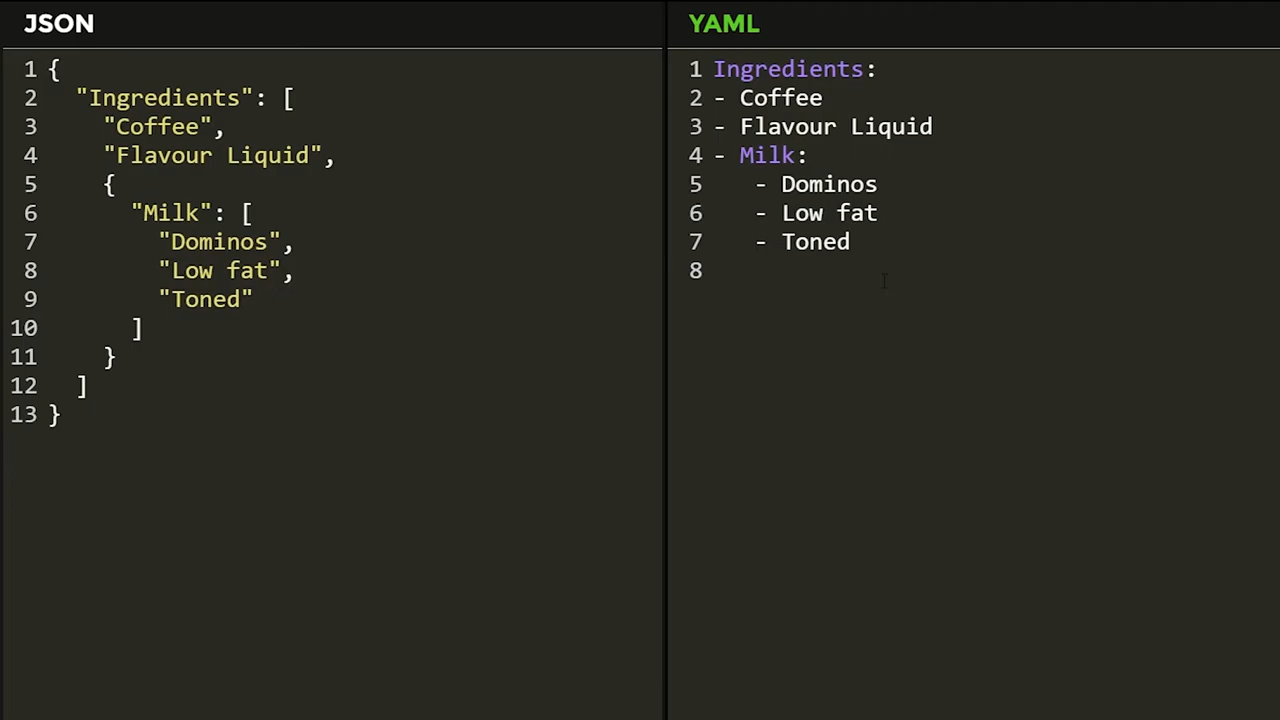 JSON
1 {
2   "Ingredients": [
3     "Coffee",
4     "Flavour Liquid",
5     {
6       "Milk": [
7         "Dominos",
8         "Low fat",
9         "Toned"
10       ]
11     }
12   ]
13 }
YAML
1 Ingredients:
2 - Coffee
3 - Flavour Liquid
4 - Milk:
5    - Dominos
6    - Low fat
7    - Toned
8